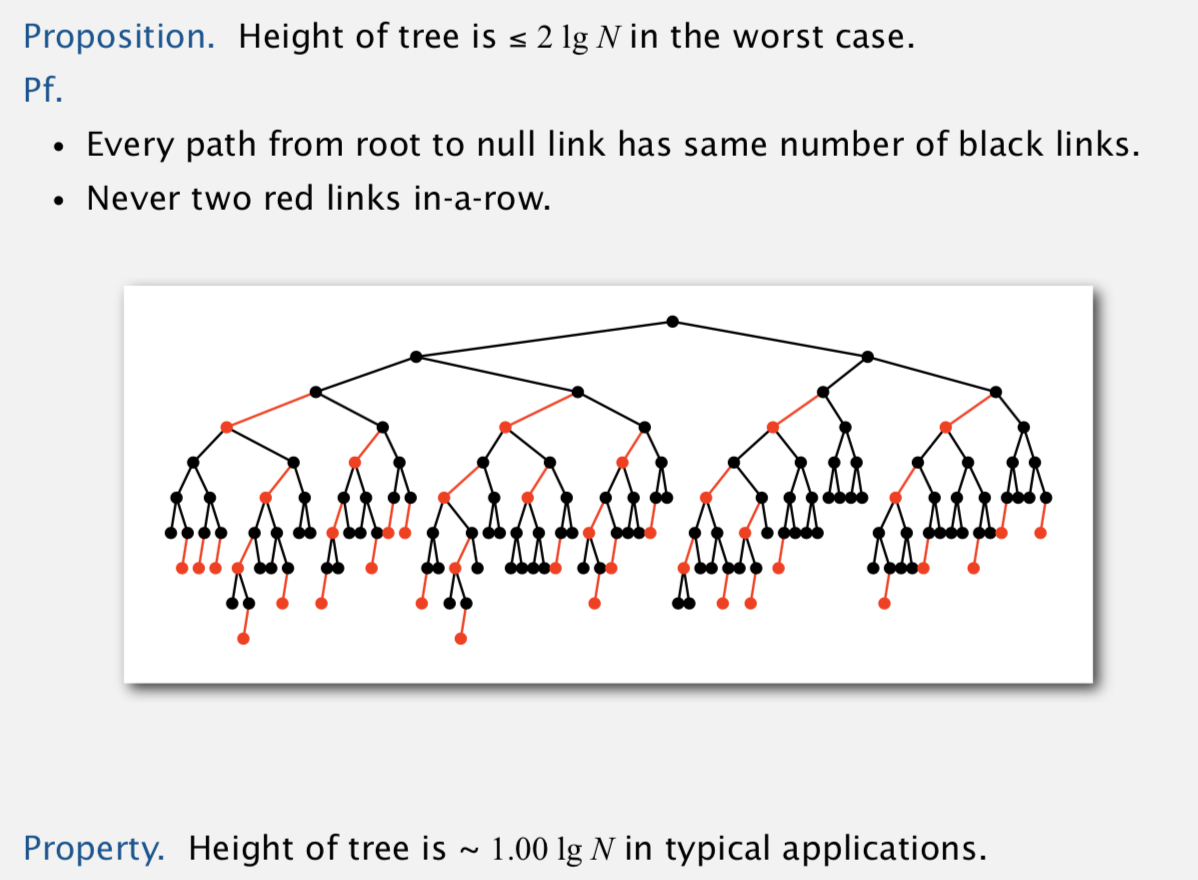 Proposition. Height of tree is ≤ 2 lg N in the worst case.
Pf.
• Every path from root to null link has same number of black links.
• Never two red links in-a-row.
Property. Height of tree is ~ 1.00 lg N in typical applications.